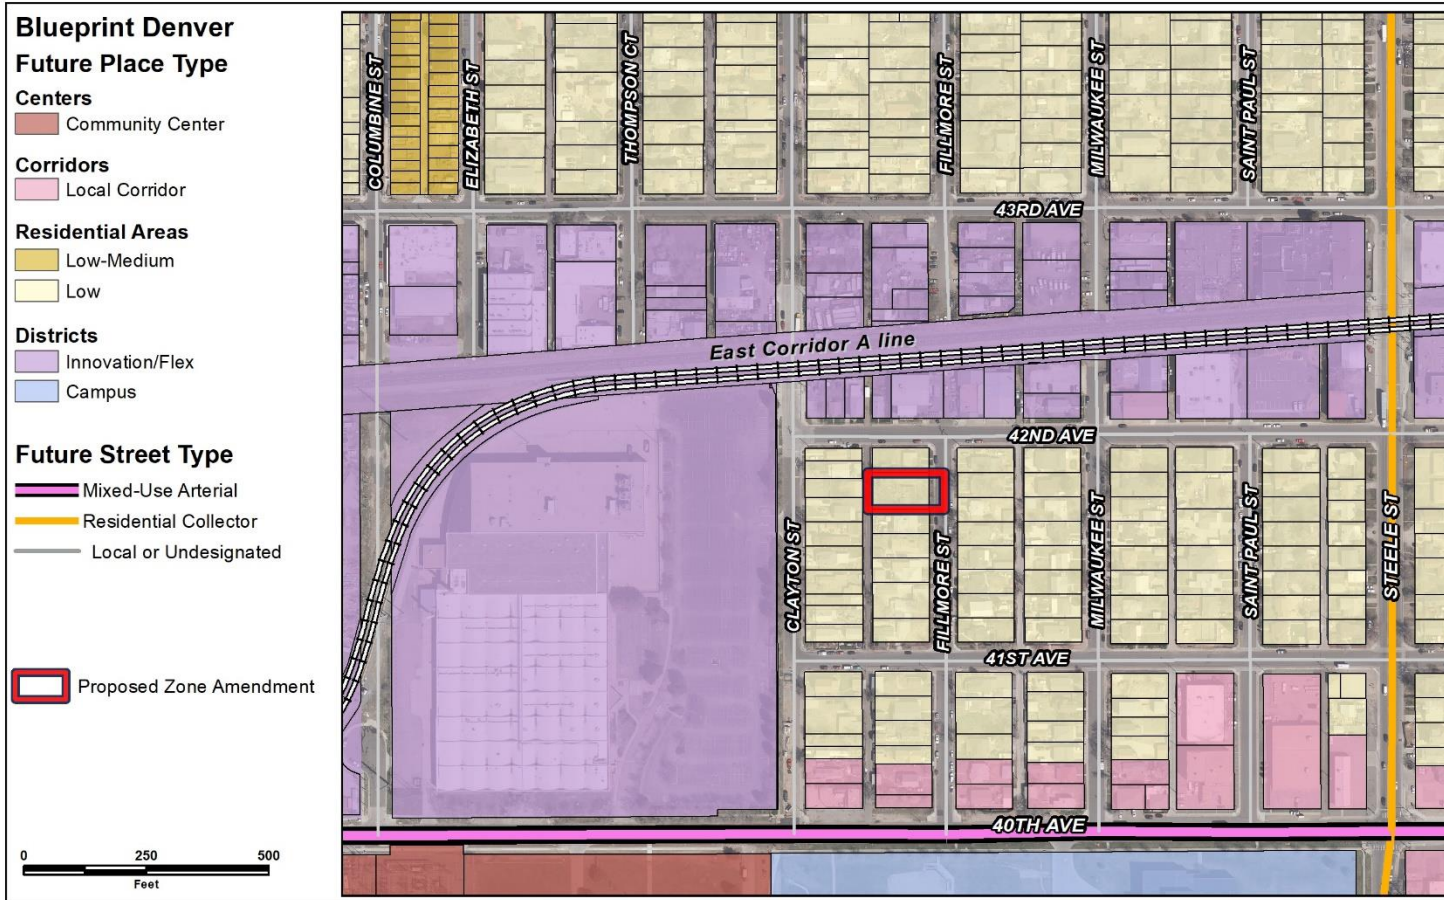 Blueprint Denver
Future Place Type
Centers
Community Center
Corridors
Local Corridor
Residential Areas
Low-Medium
Low
Districts
Innovation/Flex
Campus
Future Street Type
Mixed-Use Arterial
Residential Collector
Local or Undesignated
Proposed Zone Amendment
0 250 500
Feet
COLUMBINE ST
ELIZABETH ST
THOMPSON CT
FILLMORE ST
MILWAUKEE ST
SAINT PAUL ST
43RD AVE
East Corridor A line
42ND AVE
CLAYTON ST
FILLMORE ST
MILWAUKEE ST
SAINT PAUL ST
STEELE ST
41ST AVE
40TH AVE